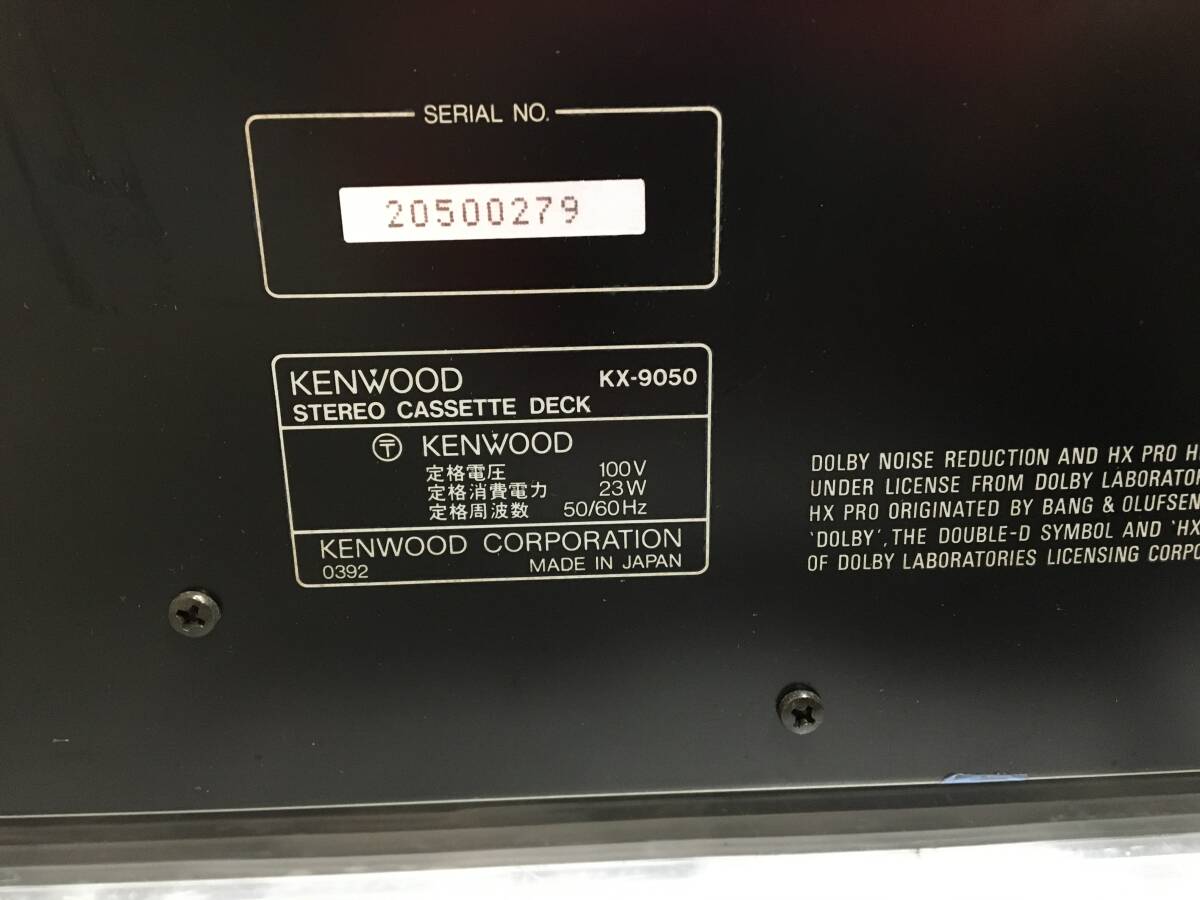 SERIAL NO.
20500279
KENWOOD KX-9050
STEREO CASSETTE DECK
〒 KENWOOD
定格電圧 100V
定格消費電力 23W
定格周波数 50/60Hz
KENWOOD CORPORATION
0392 MADE IN JAPAN
DOLBY NOISE REDUCTION AND HX PRO
UNDER LICENSE FROM DOLBY
HX PRO ORIGINATED BY BANG & OLUFSEN
'DOLBY', THE DOUBLE-D SYMBOL AND 'HX
OF DOLBY LABORATORIES LICENSING